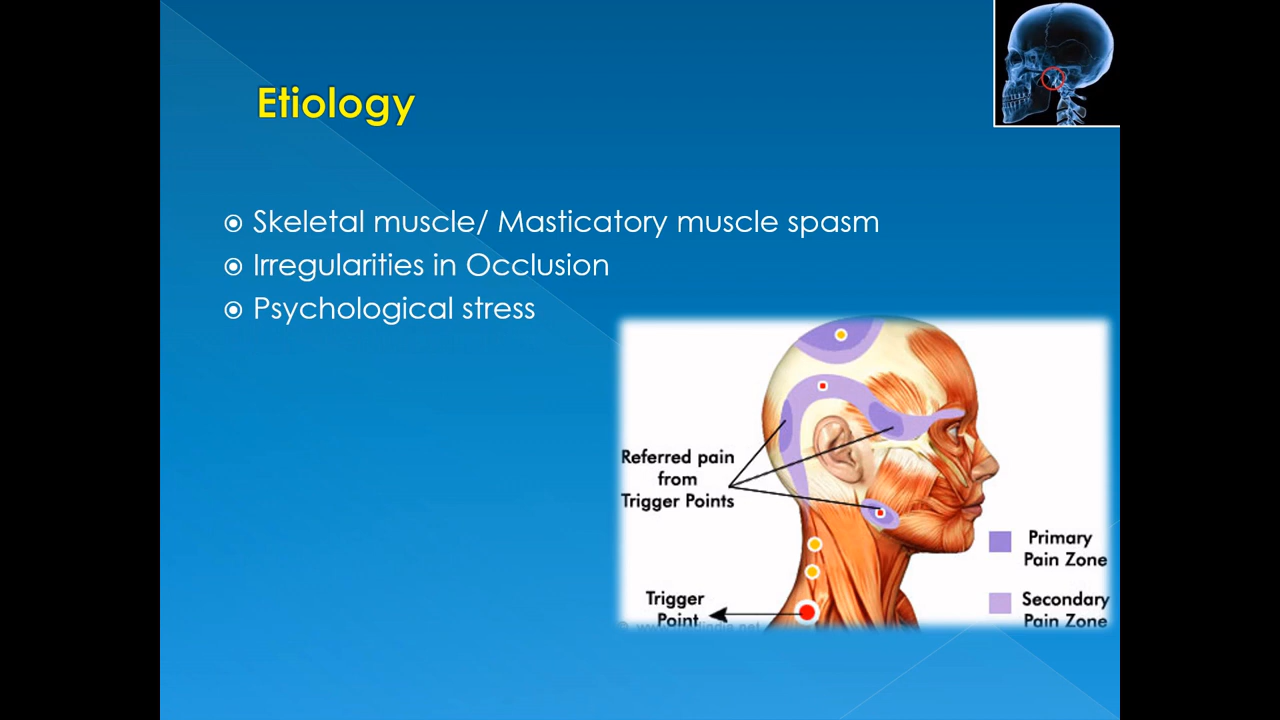 Etiology
Skeletal muscle/ Masticatory muscle spasm
Irregularities in Occlusion
Psychological stress
Referred pain
from
Trigger Points
Trigger
Point
Primary
Pain Zone
Secondary
Pain Zone